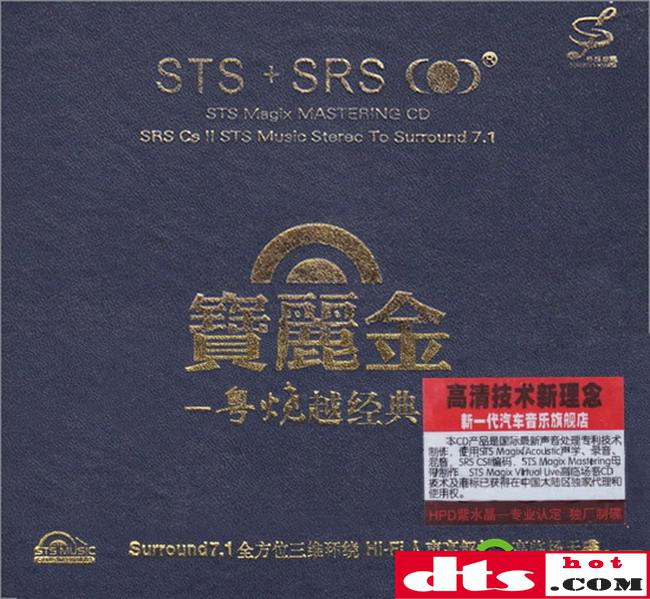 STS + SRS ®
STS Magix MASTERING CD
SRS Cs II STS Music Stereo To Surround 7.1
寶麗金
一粤烧越经典
高清技术新理念
新一代汽车音乐旗舰店
本CD产品是国际最新声音处理专利技术
制作，使用STS Magix/Acoustic声学、录音、
混音，SRS CSII编码，STS Magix Mastering母
带制作 STS Magix Virtual Live高临场感CD
技术及商标已获得在中国大陆区独家代理和
使用权。
HPD紫水晶—专业认定 独厂制碟
STS MUSIC
Surround7.1 全方位三维环绕 Hi-Fi
dts
hot
.COM